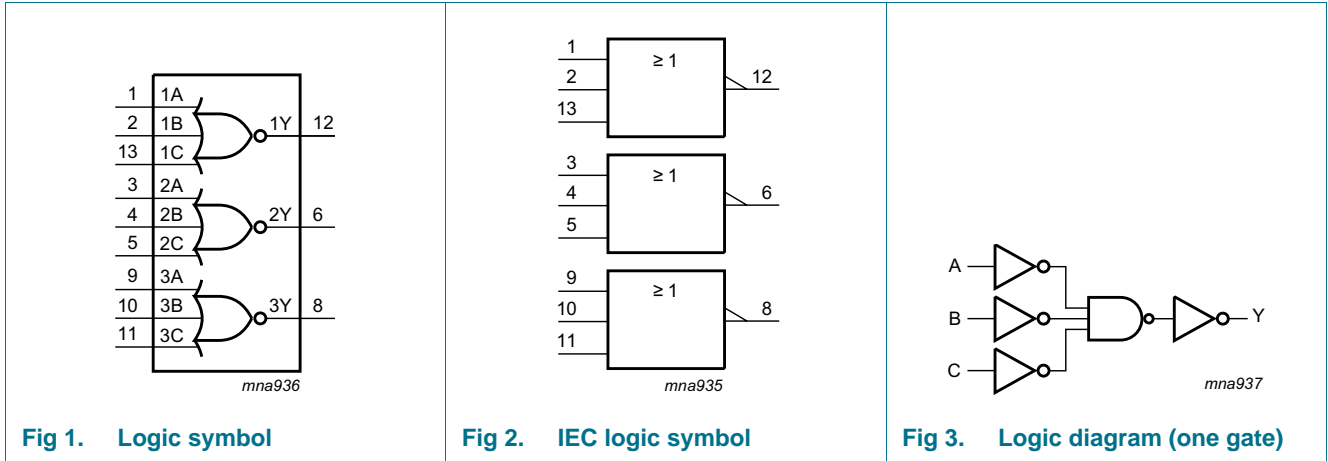 1 1A
2 1B 1Y 12
13 1C
3 2A
4 2B 2Y 6
5 2C
9 3A
10 3B 3Y 8
11 3C
mna936
Fig 1. Logic symbol
1 ≥ 1
2 12
13
3 ≥ 1
4 6
5
9 ≥ 1
10 8
11
mna935
Fig 2. IEC logic symbol
A
B Y
C
mna937
Fig 3. Logic diagram (one gate)